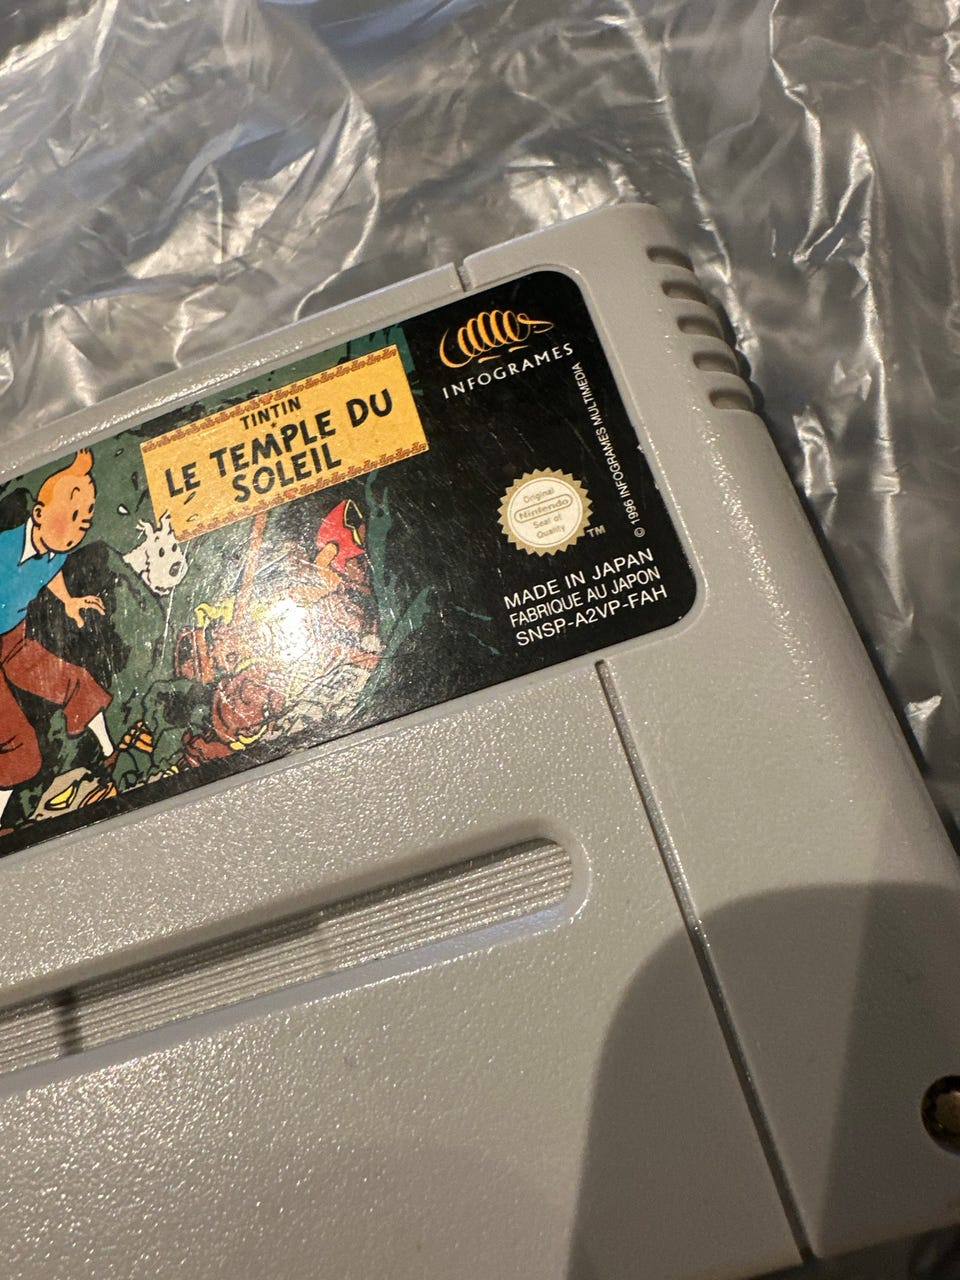 TINTIN
LE TEMPLE DU
SOLEIL
INFOGRAMES
© 1996 INFOGRAMES MULTIMEDIA
Original
Nintendo
Seal of
Quality
TM
MADE IN JAPAN
FABRIQUE AU JAPON
SNSP-A2VP-FAH